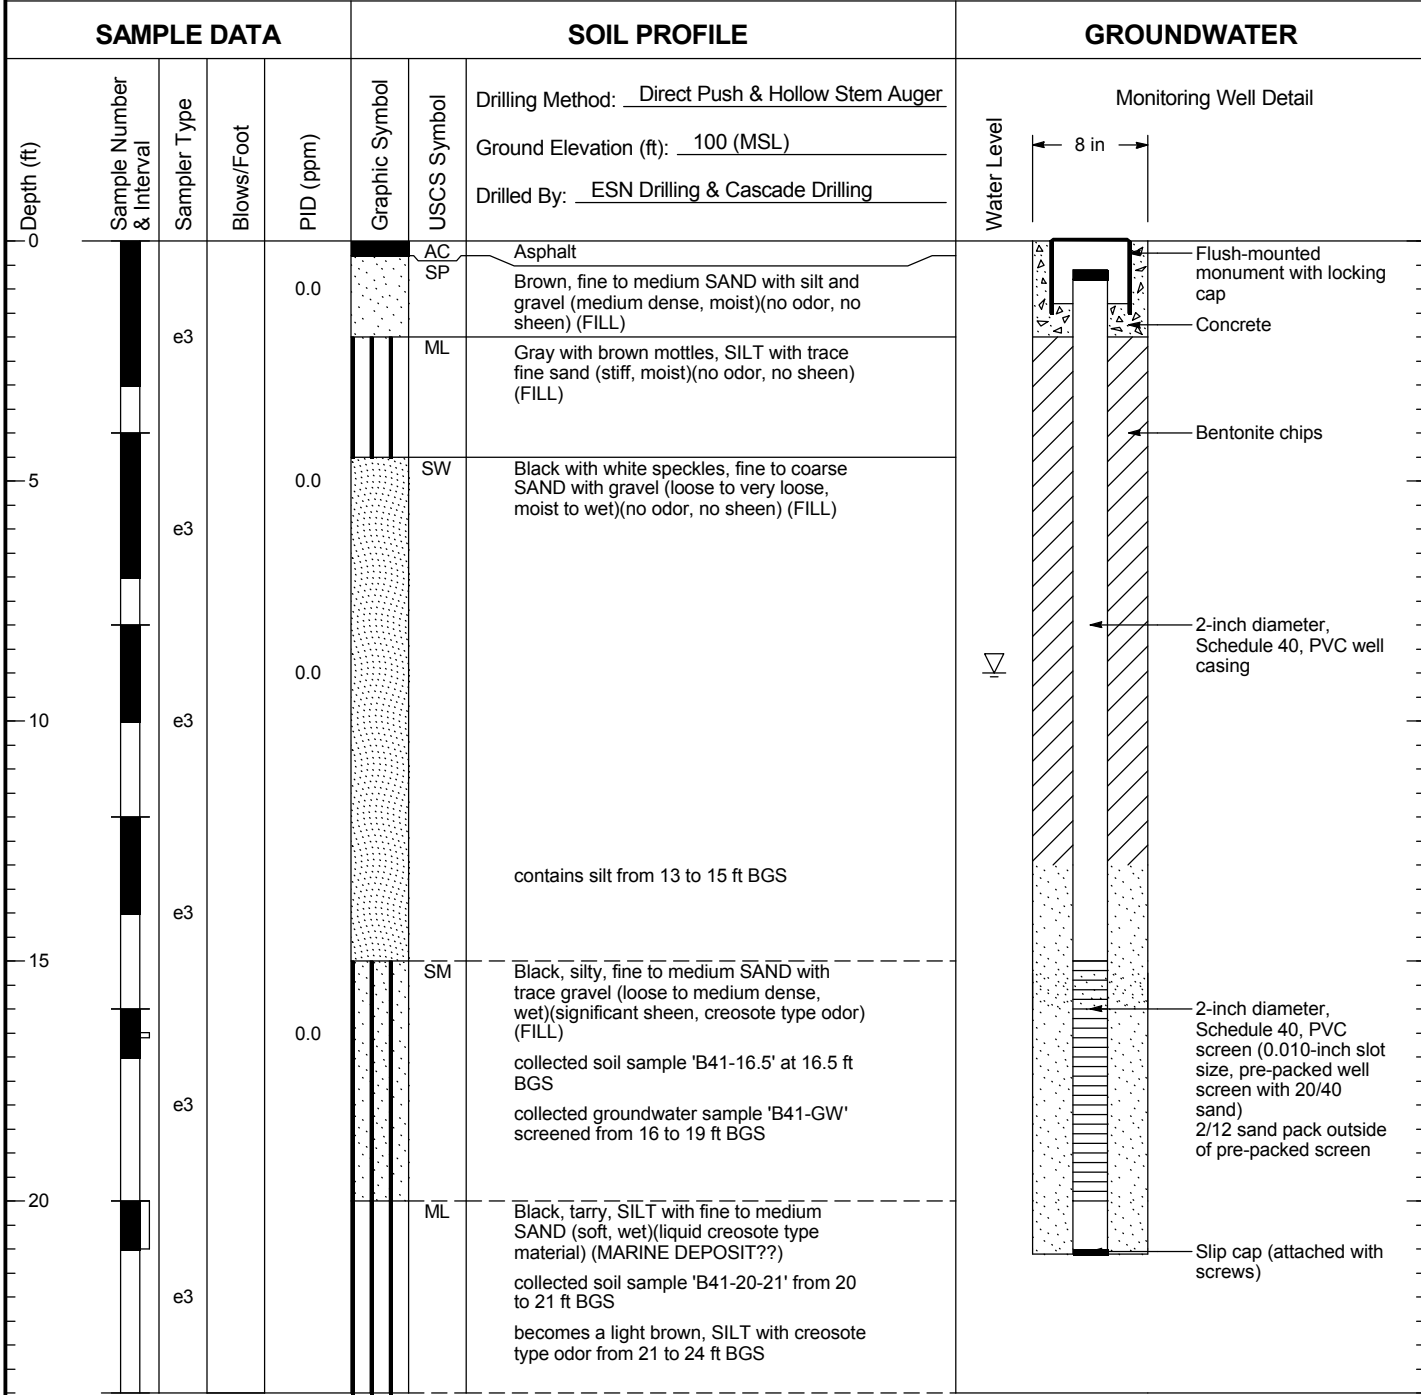 SAMPLE DATA
SOIL PROFILE
GROUNDWATER
Depth (ft)
Sample Number
& Interval
Sampler Type
Blows/Foot
PID (ppm)
Graphic Symbol
USCS Symbol
Drilling Method: Direct Push & Hollow Stem Auger
Ground Elevation (ft): 100 (MSL)
Drilled By: ESN Drilling & Cascade Drilling
Water Level
Monitoring Well Detail
8 in
0
AC
Asphalt
SP
Brown, fine to medium SAND with silt and
gravel (medium dense, moist)(no odor, no
sheen) (FILL)
0.0
e3
ML
Gray with brown mottles, SILT with trace
fine sand (stiff, moist)(no odor, no sheen)
(FILL)
Flush-mounted
monument with locking
cap
Concrete
Bentonite chips
5
0.0
e3
SW
Black with white speckles, fine to coarse
SAND with gravel (loose to very loose,
moist to wet)(no odor, no sheen) (FILL)
2-inch diameter,
Schedule 40, PVC well
casing
0.0
10
e3
contains silt from 13 to 15 ft BGS
e3
15
SM
Black, silty, fine to medium SAND with
trace gravel (loose to medium dense,
wet)(significant sheen, creosote type odor)
(FILL)
0.0
collected soil sample 'B41-16.5' at 16.5 ft
BGS
e3
collected groundwater sample 'B41-GW'
screened from 16 to 19 ft BGS
2-inch diameter,
Schedule 40, PVC
screen (0.010-inch slot
size, pre-packed well
screen with 20/40
sand)
2/12 sand pack outside
of pre-packed screen
20
ML
Black, tarry, SILT with fine to medium
SAND (soft, wet)(liquid creosote type
material) (MARINE DEPOSIT??)
collected soil sample 'B41-20-21' from 20
to 21 ft BGS
e3
becomes a light brown, SILT with creosote
type odor from 21 to 24 ft BGS
Slip cap (attached with
screws)